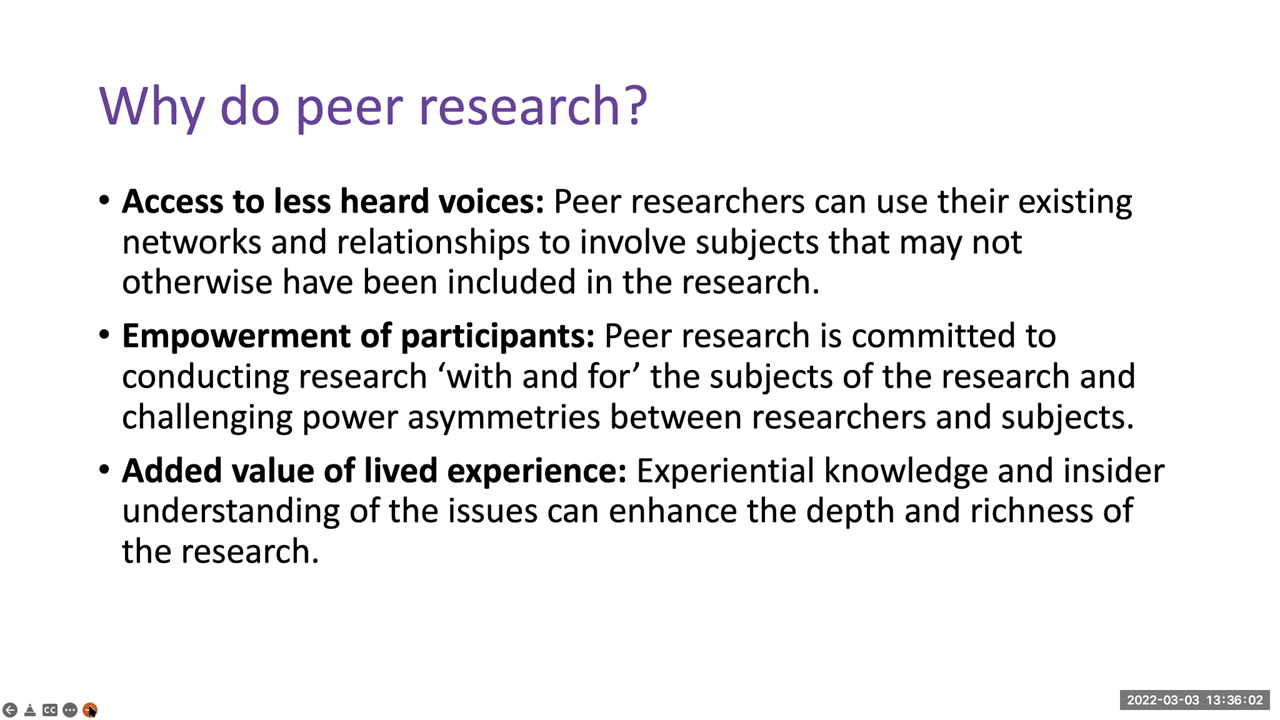 Why do peer research?
• Access to less heard voices: Peer researchers can use their existing
networks and relationships to involve subjects that may not
otherwise have been included in the research.
• Empowerment of participants: Peer research is committed to
conducting research ‘with and for’ the subjects of the research and
challenging power asymmetries between researchers and subjects.
• Added value of lived experience: Experiential knowledge and insider
understanding of the issues can enhance the depth and richness of
the research.
CC
2022-03-03 13:36:02